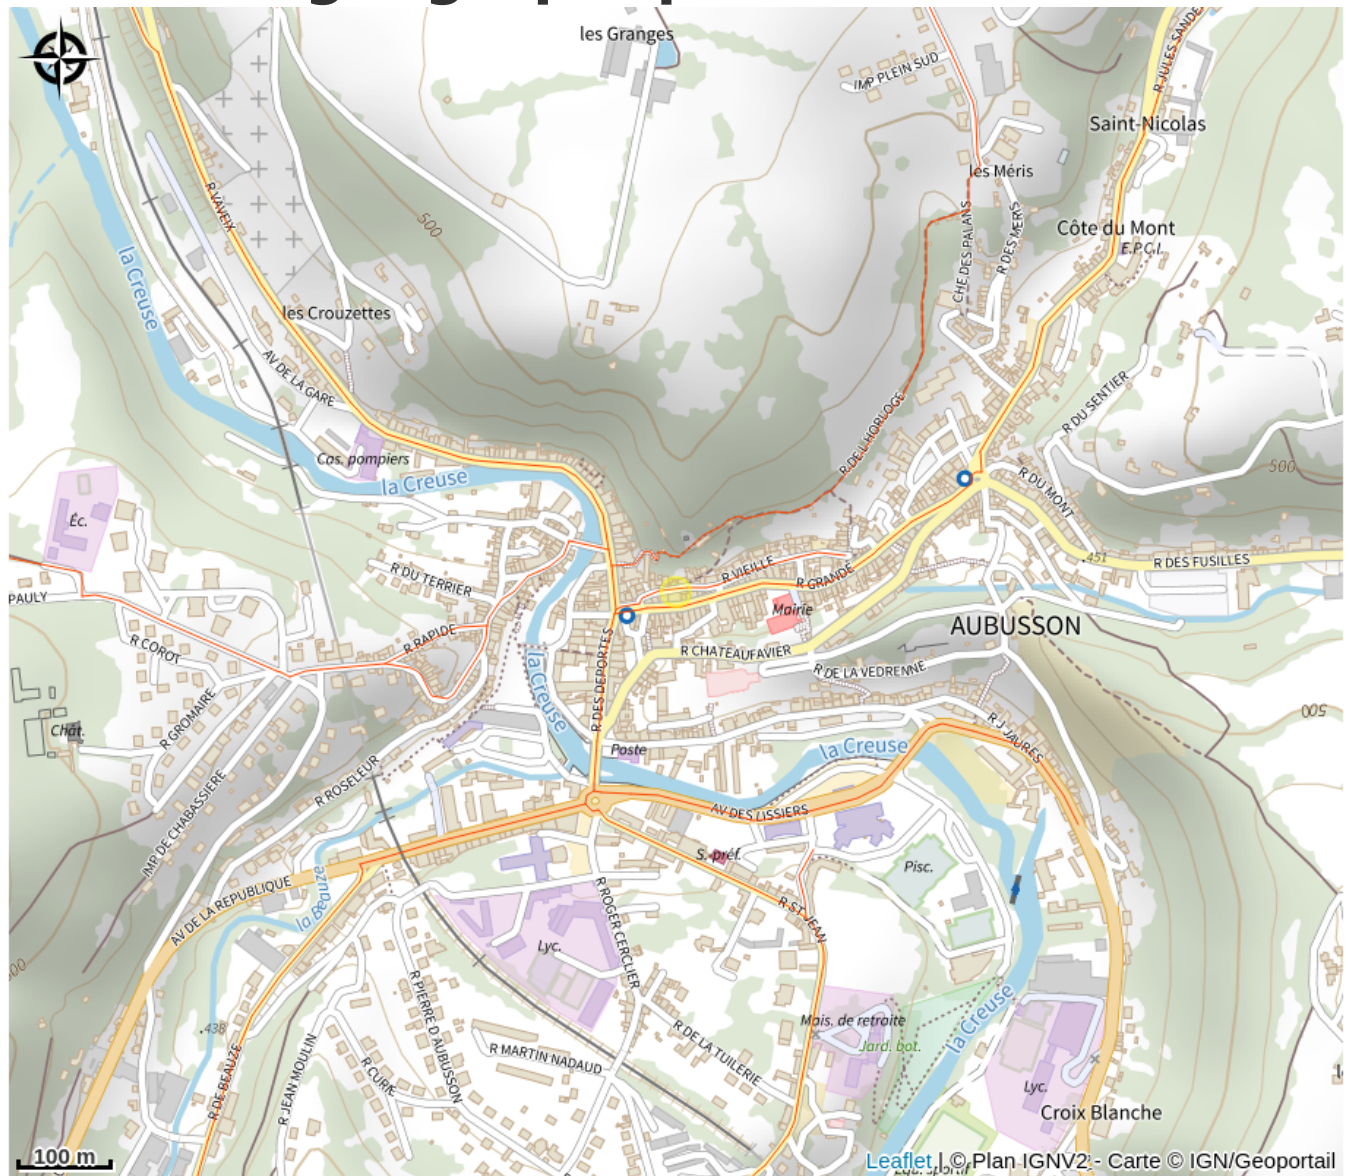 les Granges
IMP PLEIN SUD
R JULES SANDE
Saint-Nicolas
les Méris
R VAVEIX
500
CHE DES PALANS
R DES MERIS
Côte du Mont
E.P.C.I.
la Creuse
les Crouzettes
AV DE LA GARE
R DU SENTIER
R DE L'HORLOGE
Cas. pompiers
la Creuse
R DU MONT
500
Éc.
.451
R DES FUSILLES
PAULY
R DU TERRIER
R VIEILLE
R GRANDE
Mairie
AUBUSSON
R COROT
R RAPIDE
R CHATEAUFAVIER
R DE LA VEDRENNE
la Creuse
R DES DEPORTES
R GROMAIRE
Chât.
500
R J JAURES
Poste
la Creuse
R ROSELEUR
IMP DE CHABASSIERE
AV DES LISSIERS
S.-préf.
Pisc.
la Beauze
AV DE LA REPUBLIQUE
R ROGER CERCLIER
R ST JEAN
Lyc.
R PIERRE D AUBUSSON
la Creuse
Mais. de retraite
Jard. bot.
.438
R DE LA TUILERIE
R MARTIN NADAUD
R JEAN MOULIN
R CURIE
R DE BEAUZE
Lyc.
Croix Blanche
100 m
Leaflet | © Plan IGNV2 - Carte © IGN/Geoportail